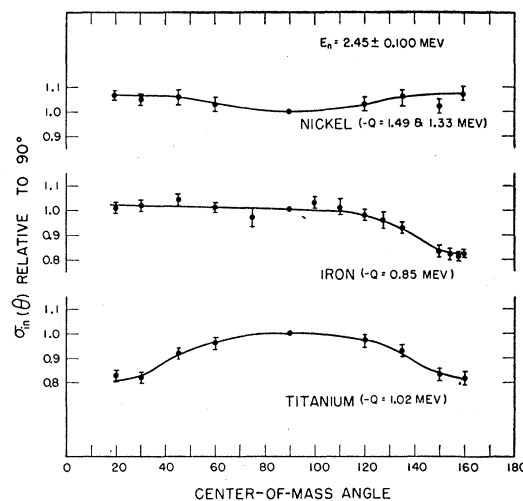 Eₙ = 2.45 ± 0.100 MEV
1.1
1.0
0.9
NICKEL (-Q = 1.49 & 1.33 MEV)
1.1
1.0
0.9
0.8
IRON (-Q = 0.85 MEV)
1.1
1.0
0.9
0.8
TITANIUM (-Q = 1.02 MEV)
σin(θ) RELATIVE TO 90°
0 20 40 60 80 100 120 140 160 180
CENTER-OF-MASS ANGLE